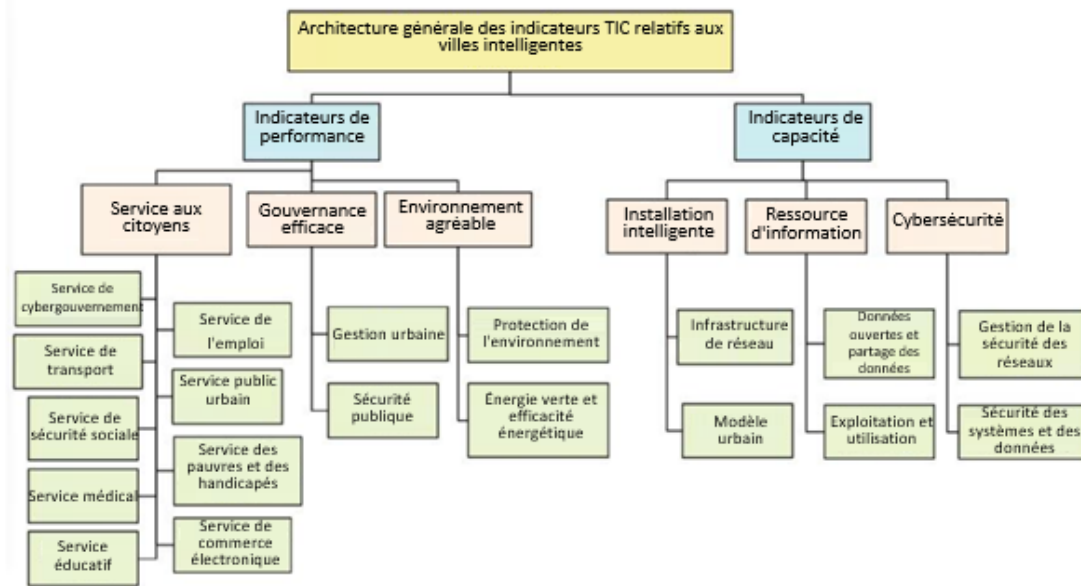 Architecture générale des indicateurs TIC relatifs aux
villes intelligentes
Indicateurs de
performance
Indicateurs de
capacité
Service aux
citoyens
Gouvernance
efficace
Environnement
agréable
Installation
intelligente
Ressource
d'information
Cybersécurité
Service de
cybergouvernement
Service de
transport
Service de
sécurité sociale
Service médical
Service
éducatif
Service de
l'emploi
Service public
urbain
Service des
pauvres et des
handicapés
Service de
commerce
électronique
Gestion urbaine
Sécurité
publique
Protection de
l'environnement
Énergie verte et
efficacité
énergétique
Infrastructure
de réseau
Modèle
urbain
Données
ouvertes et
partage des
données
Exploitation et
utilisation
Gestion de la
sécurité des
réseaux
Sécurité des
systèmes et des
données